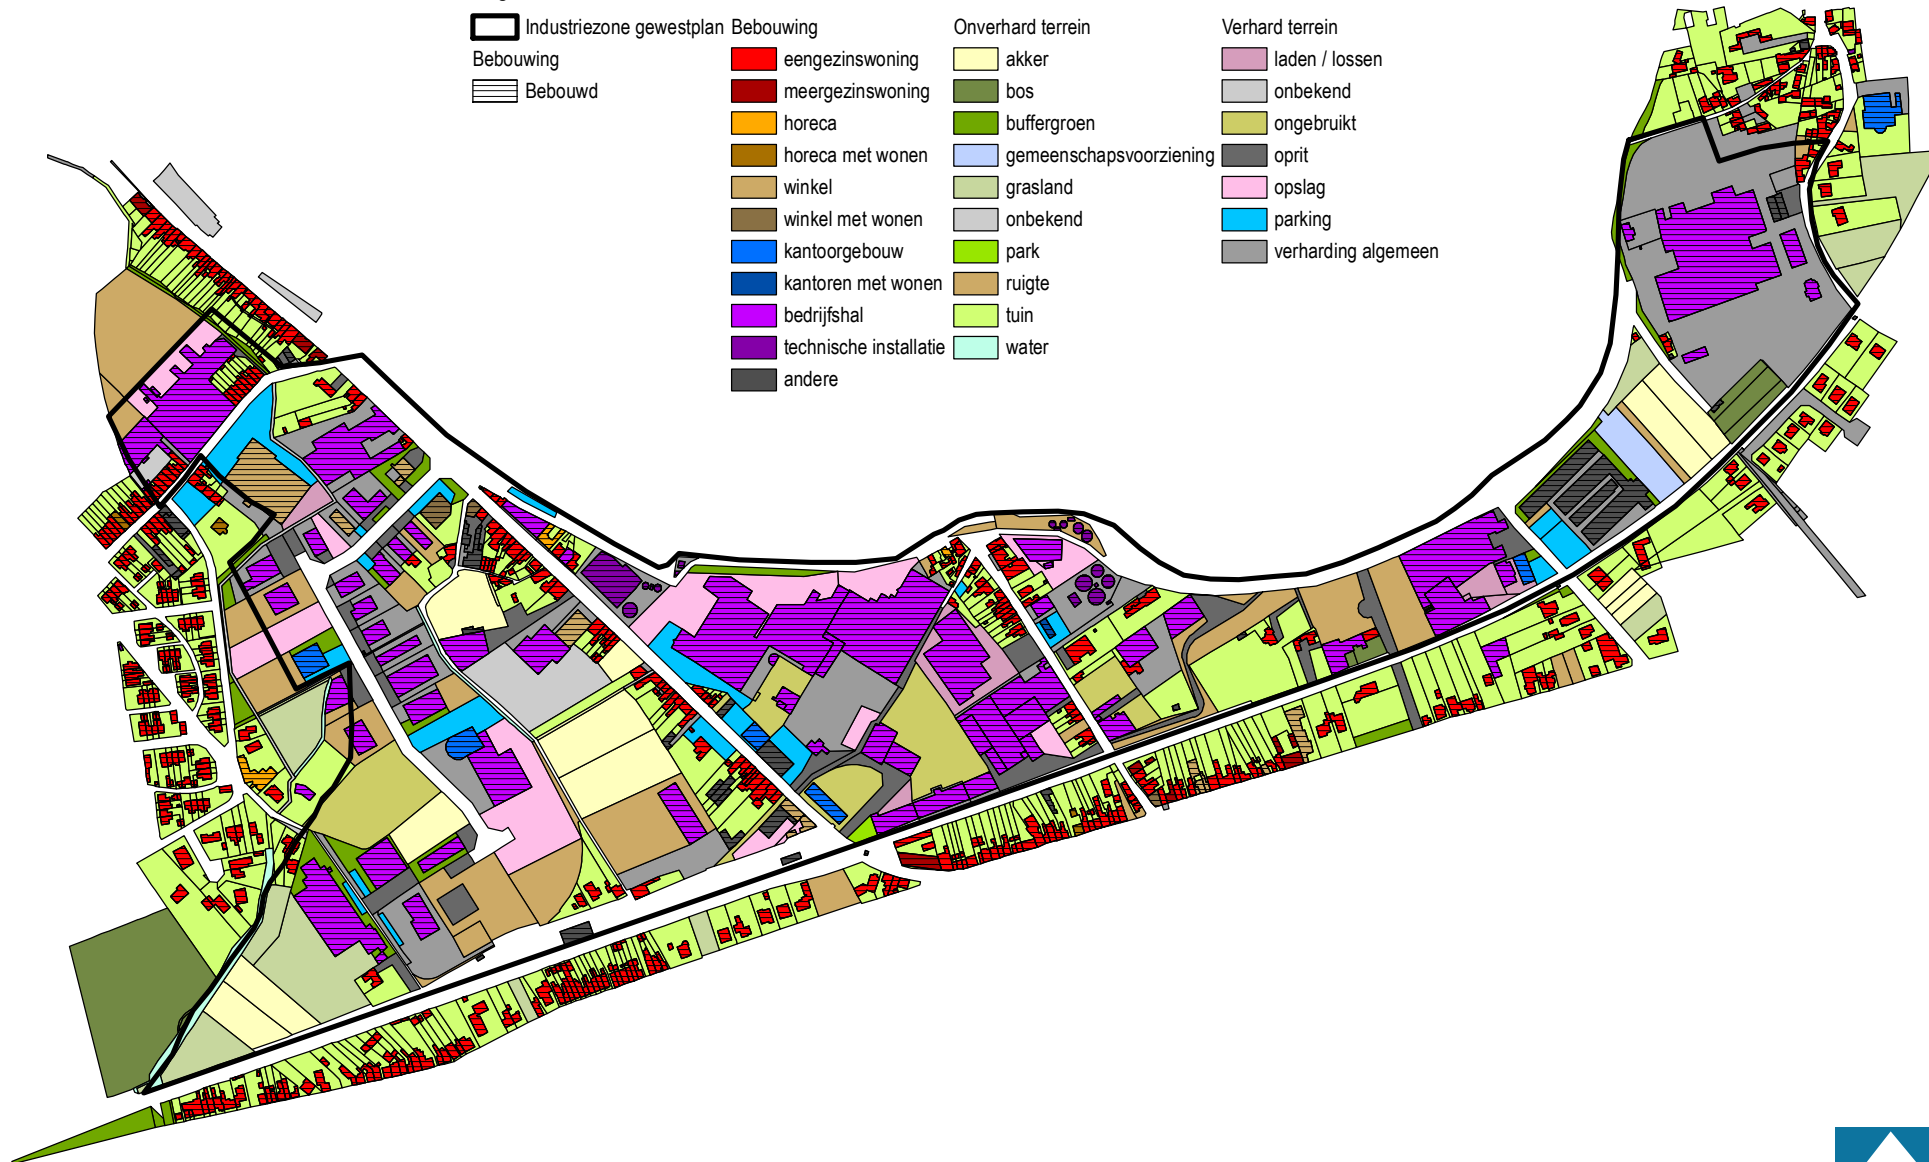 Industriezone gewestplan
Bebouwing
Bebouwd
Bebouwing
eengezinswoning
meergezinswoning
horeca
horeca met wonen
winkel
winkel met wonen
kantoorgebouw
kantoren met wonen
bedrijfshal
technische installatie
andere
Onverhard terrein
akker
bos
buffergroen
gemeenschapsvoorziening
grasland
onbekend
park
ruigte
tuin
water
Verhard terrein
laden / lossen
onbekend
ongebruikt
oprit
opslag
parking
verharding algemeen